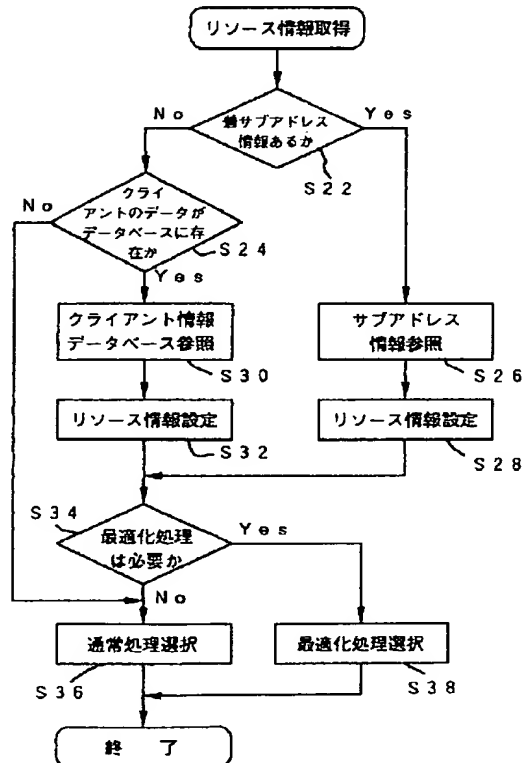 リソース情報取得
No
Yes
サブアドレス
情報あるか
S22
No
クライ
アントのデータが
データベースに存
在か
S24
Yes
クライアント情報
データベース参照
S30
サブアドレス
情報参照
S26
リソース情報設定
S32
リソース情報設定
S28
S34
最適化処理
は必要か
Yes
No
通常処理選択
S36
最適化処理選択
S38
終 了